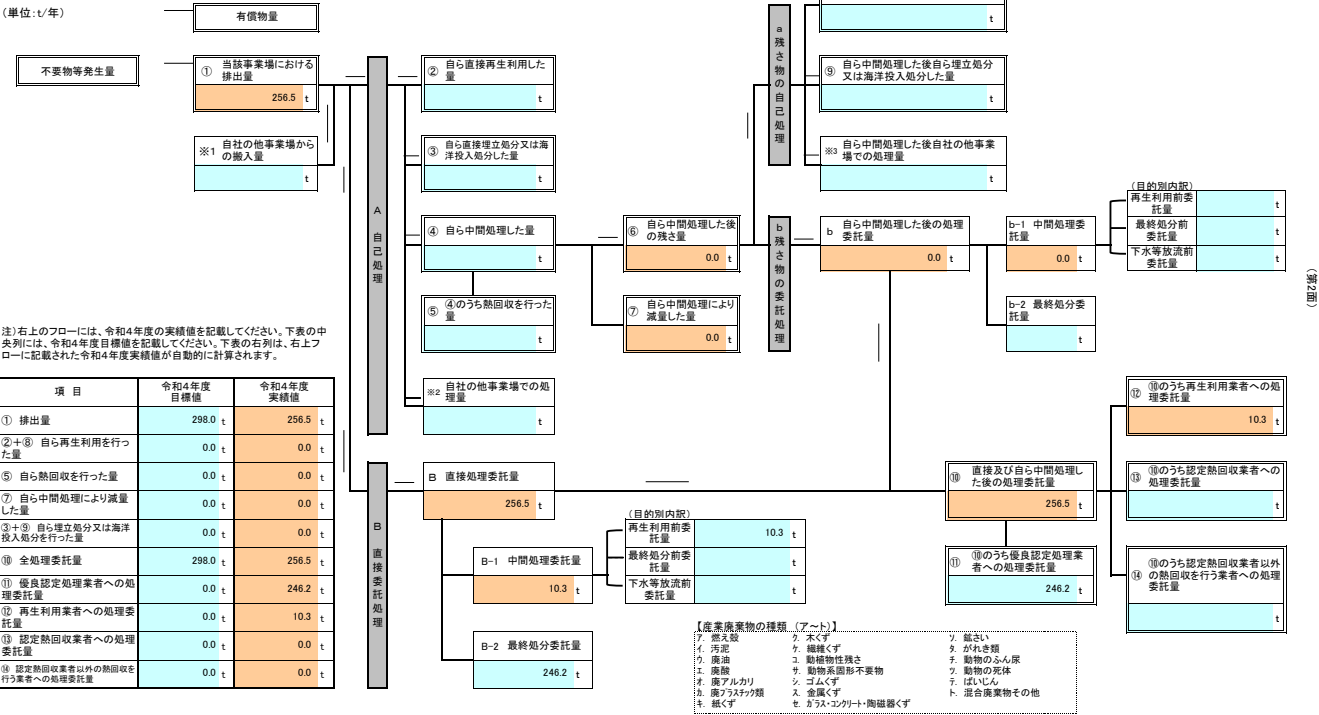 （単位:t/年）
有償物量
t
不要物等発生量
① 当該事業場における
排出量
256.5 t
※1 自社の他事業場から
の搬入量
t
A 自己処理
② 自ら直接再生利用した
量
t
③ 自ら直接埋立処分又は海
洋投入処分した量
t
④ 自ら中間処理した量
t
⑤ ④のうち熱回収を行った
量
t
※2 自社の他事業場での処
理量
t
⑥ 自ら中間処理した後
の残さ量
0.0 t
⑦ 自ら中間処理により
減量した量
0.0 t
a 残さ物の自己処理
⑨ 自ら中間処理した後自ら埋立処分
又は海洋投入処分した量
t
※3 自ら中間処理した後自社の他事業
場での処理量
t
b 残さ物の委託処理
b 自ら中間処理した後の処理
委託量
0.0 t
b-1 中間処理委
託量
0.0 t
b-2 最終処分委
託量
t
(目的別内訳)
再生利用前委
託量
t
最終処分前
委託量
t
下水等放流前
委託量
t
（第2面）
注）右上のフローには、令和4年度の実績値を記載してください。下表の中
央列には、令和4年度目標値を記載してください。下表の右列は、右上フ
ローに記載された令和4年度実績値が自動的に計算されます。
項 目 令和4年度
目標値 令和4年度
実績値
① 排出量 298.0 t 256.5 t
②＋⑧ 自ら再生利用を行っ
た量 0.0 t 0.0 t
⑤ 自ら熱回収を行った量 0.0 t 0.0 t
⑦ 自ら中間処理により減量
した量 0.0 t 0.0 t
③＋⑨ 自ら埋立処分又は海洋
投入処分を行った量 0.0 t 0.0 t
⑩ 全処理委託量 298.0 t 256.5 t
⑪ 優良認定処理業者への処
理委託量 0.0 t 246.2 t
⑫ 再生利用業者への処理委
託量 0.0 t 10.3 t
⑬ 認定熱回収業者への処理
委託量 0.0 t 0.0 t
⑭ 認定熱回収業者以外の熱回収を
行う業者への処理委託量 0.0 t 0.0 t
B 直接委託処理
B 直接処理委託量
256.5 t
B-1 中間処理委託量
10.3 t
B-2 最終処分委託量
246.2 t
(目的別内訳)
再生利用前委
託量
10.3 t
最終処分前委
託量
下水等放流前
委託量
⑩ 直接及び自ら中間処理し
た後の処理委託量
256.5 t
⑪ ⑩のうち優良認定処理業
者への処理委託量
246.2 t
⑫ ⑩のうち再生利用業者への処
理委託量
10.3 t
⑬ ⑩のうち認定熱回収業者への
処理委託量
t
⑭ ⑩のうち認定熱回収業者以外
の熱回収を行う業者への処理
委託量
t
【産業廃棄物の種類 （ア～ト）】
ア. 燃え殻 ク. 木くず ソ. 鉱さい
イ. 汚泥 ケ. 繊維くず タ. がれき類
ウ. 廃油 コ. 動植物性残さ チ. 動物のふん尿
エ. 廃酸 サ. 動物系固形不要物 ツ. 動物の死体
オ. 廃アルカリ シ. ゴムくず テ. ばいじん
カ. 廃プラスチック類 ス. 金属くず ト. 混合廃棄物その他
キ. 紙くず セ. ガラス・コンクリート・陶磁器くず